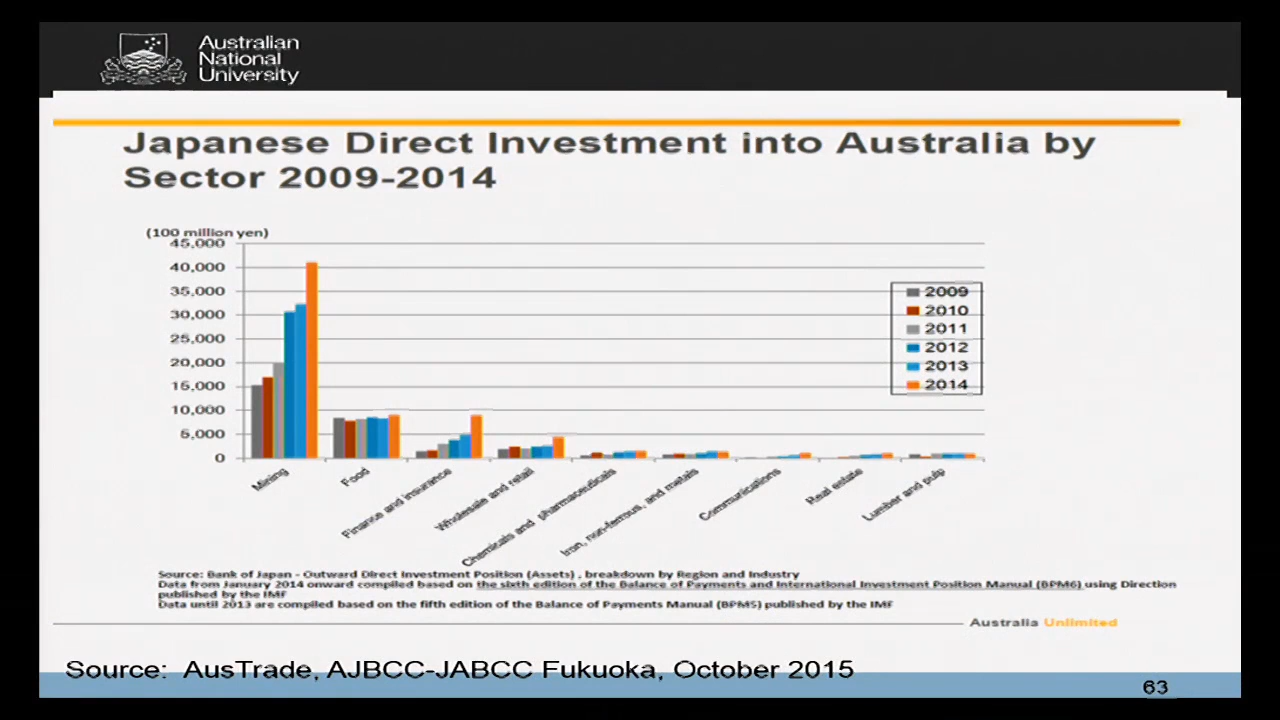 Australian
National
University
Japanese Direct Investment into Australia by
Sector 2009-2014
(100 million yen)
45,000
40,000
35,000
30,000
25,000
20,000
15,000
10,000
5,000
0
2009
2010
2011
2012
2013
2014
Mining
Food
Finance and insurance
Wholesale and retail
Chemicals and pharmaceuticals
Iron, non-ferrous, and metals
Communications
Real estate
Lumber and pulp
Source: Bank of Japan - Outward Direct Investment Position (Assets) , breakdown by Region and Industry
Data from January 2014 onward compiled based on the sixth edition of the Balance of Payments and International Investment Position Manual (BPM6) using Direction
published by the IMF
Data until 2013 are compiled based on the fifth edition of the Balance of Payments Manual (BPM5) published by the IMF
Australia Unlimited
Source: AusTrade, AJBCC-JABCC Fukuoka, October 2015
63